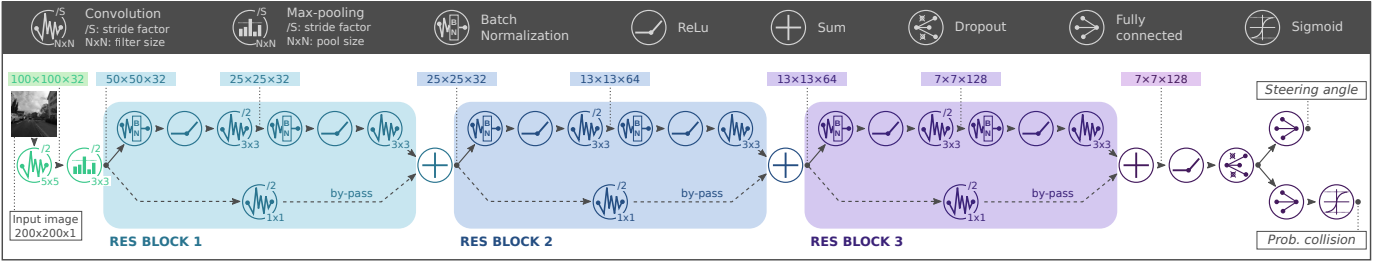 /S
NxN
Convolution
/S: stride factor
NxN: filter size
/S
NxN
Max-pooling
/S: stride factor
NxN: pool size
B
N
Batch
Normalization
ReLu
Sum
Dropout
Fully
connected
Sigmoid
100×100×32
50×50×32
25×25×32
25×25×32
13×13×64
13×13×64
7×7×128
7×7×128
Steering angle
/2
5x5
/2
3x3
B
N
/2
3x3
B
N
3x3
/2
1x1
by-pass
B
N
/2
3x3
B
N
3x3
/2
1x1
by-pass
B
N
/2
3x3
B
N
3x3
/2
1x1
by-pass
Input image
200x200x1
RES BLOCK 1
RES BLOCK 2
RES BLOCK 3
Prob. collision